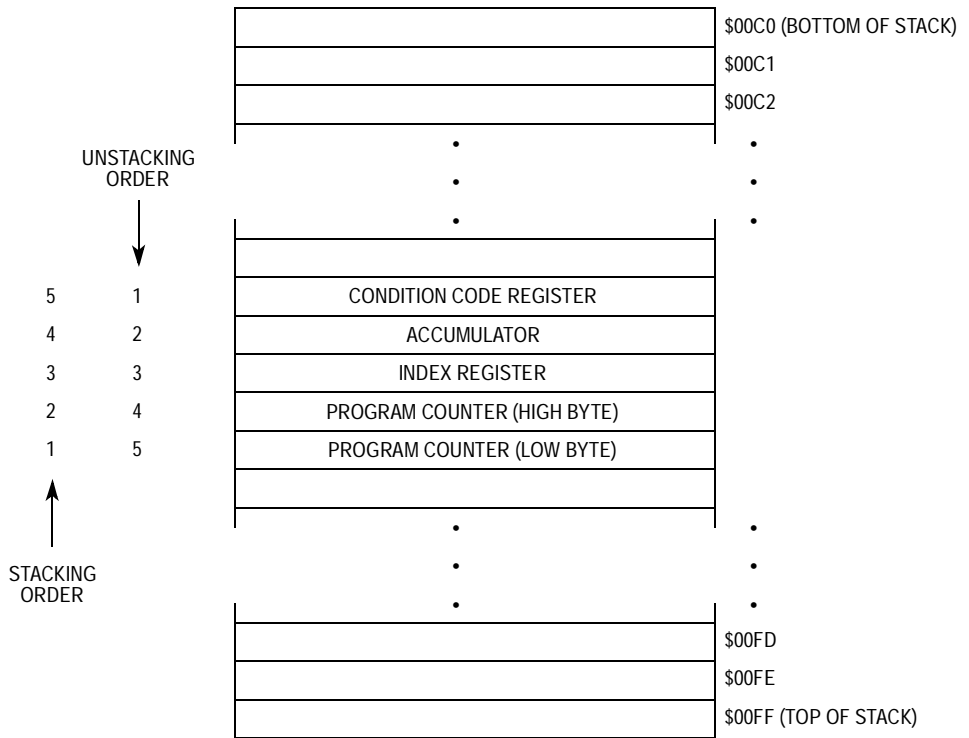 $00C0 (BOTTOM OF STACK)
$00C1
$00C2
UNSTACKING
ORDER
5 1 CONDITION CODE REGISTER
4 2 ACCUMULATOR
3 3 INDEX REGISTER
2 4 PROGRAM COUNTER (HIGH BYTE)
1 5 PROGRAM COUNTER (LOW BYTE)
STACKING
ORDER
$00FD
$00FE
$00FF (TOP OF STACK)